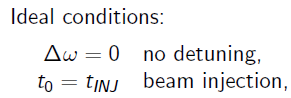 Ideal conditions:
Δω = 0 no detuning,
t₀ = t_INJ beam injection,